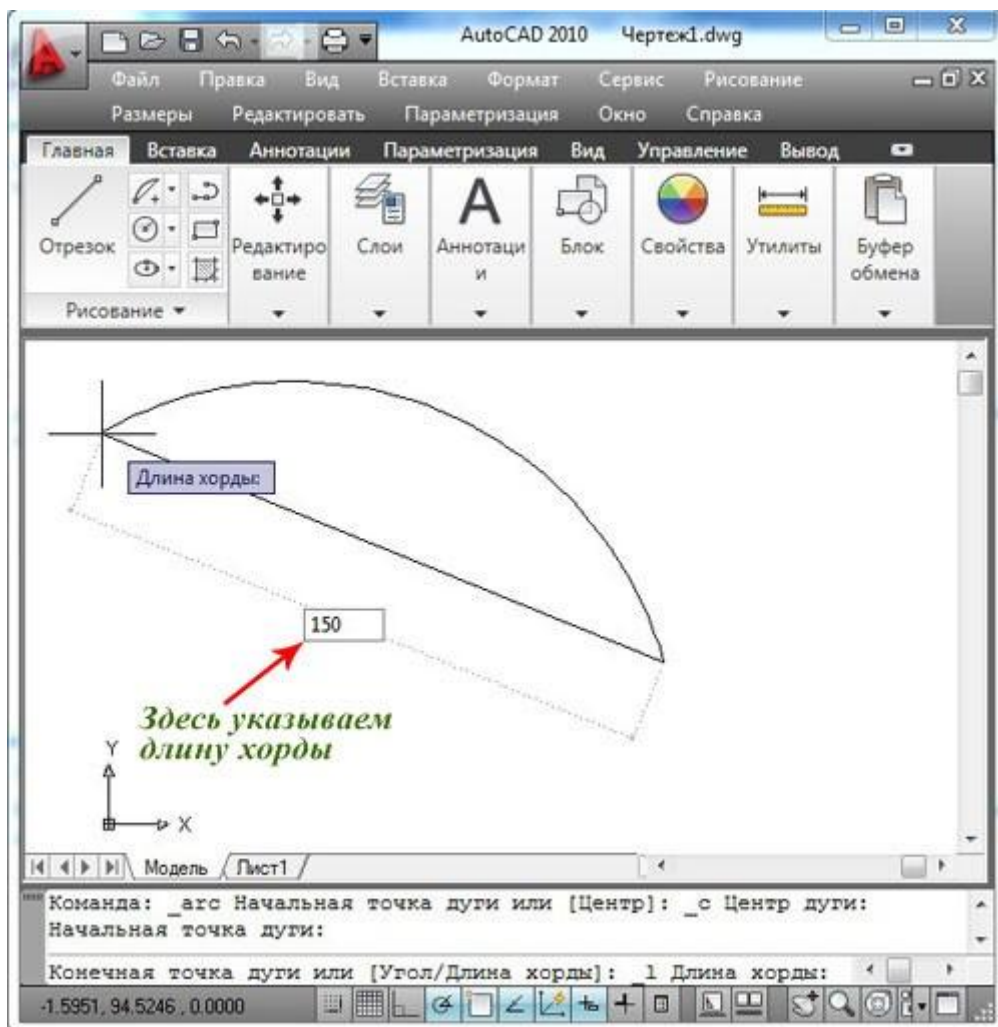 AutoCAD 2010 Чертеж1.dwg
Файл Правка Вид Вставка Формат Сервис Рисование
Размеры Редактировать Параметризация Окно Справка
Главная Вставка Аннотации Параметризация Вид Управление Вывод
Отрезок
Редактиро
вание
Слои
A
Аннотаци
и
Блок
Свойства
Утилиты
Буфер
обмена
Рисование
Длина хорды:
150
Здесь указываем
длину хорды
Y
X
Модель Лист1
Команда: _arc Начальная точка дуги или [Центр]: _c Центр дуги:
Начальная точка дуги:
Конечная точка дуги или [Угол/Длина хорды]: _l Длина хорды:
-1.5951, 94.5246 , 0.0000